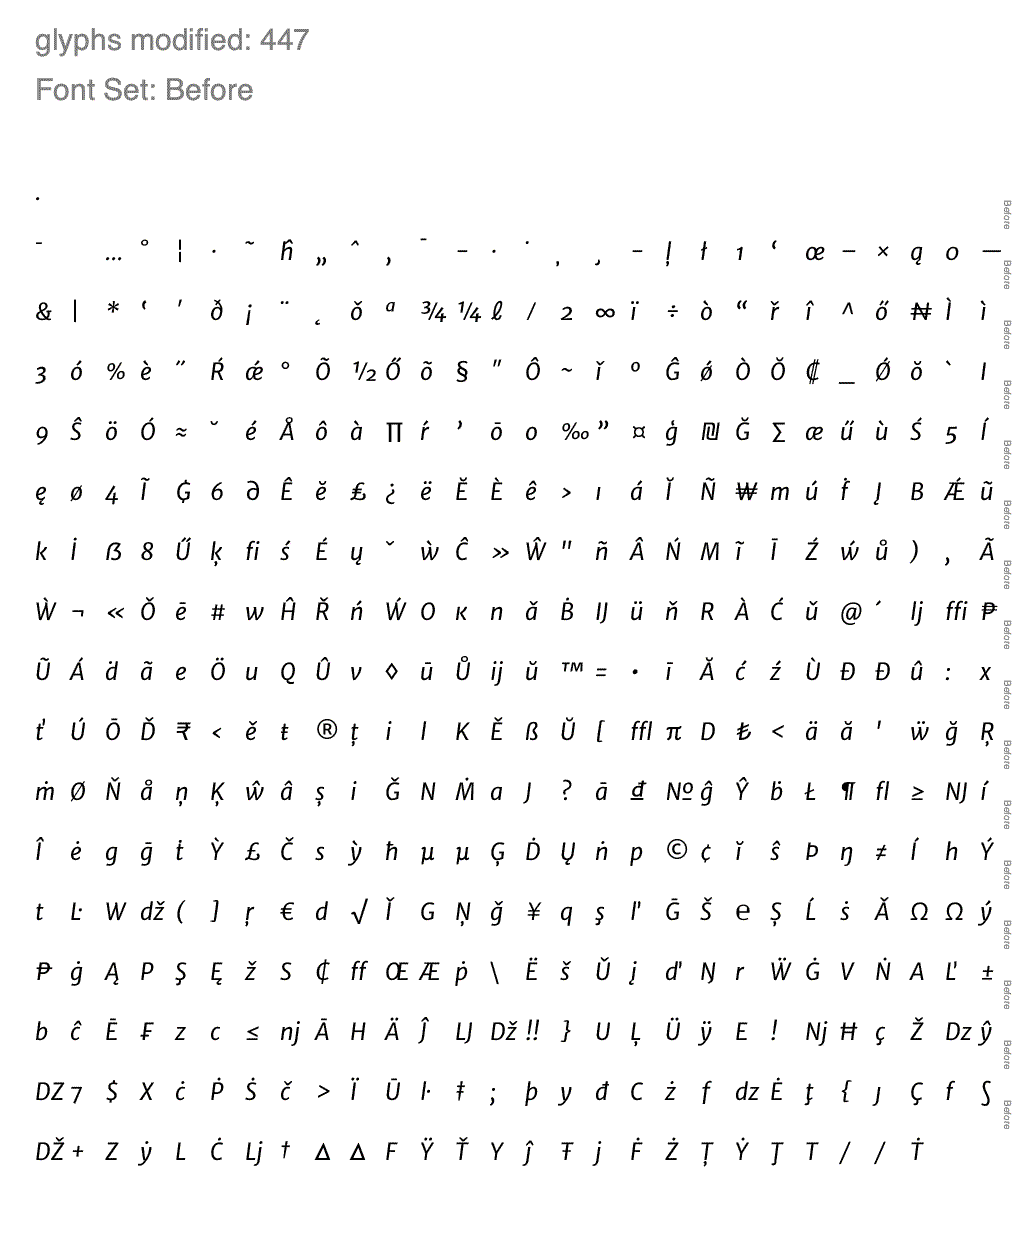 glyphs modified: 447
Font Set: Before
.
Before
¯ … ° ¦ · ˜ ĥ „ ˆ ‚ ¯ – · ˙ ¸ – ļ ł 1 ‘ œ – × ą o —
Before
& | * ‘ ′ ð ¡ ¨ ˛ ǒ ª ¾ ¼ ℓ / 2 ∞ ï ÷ ò “ ř î ^ ő ₦ Ì ì
Before
3 ó % è ˝ Ŕ ǽ ° Õ ½ Ő õ § ″ Ô ~ ǐ º Ĝ ǿ Ò Ŏ ₡ _ Ǿ ŏ ` I
Before
9 Ŝ ö Ó ≈ ˘ é Å ô à ∏ ŕ ’ ō 0 ‰ ” ¤ ģ ₪ Ğ ∑ æ ű ù Ś 5 Í
Before
ę ø 4 Ĩ Ģ 6 ∂ Ê ĕ ₤ ¿ ë Ĕ È ê › ı á Ĭ Ñ ₩ m ú ḟ Į B Ǽ ũ
Before
k İ ẞ 8 Ű ķ fi ś É ų ˇ ẁ Ĉ » Ŵ " ñ Â Ń M ĩ Ī Ź ẃ ů ) , Ã
Before
Ẁ ¬ « Ǒ ē # w Ĥ Ř ń Ẃ O ĸ n ǎ Ḃ Ĳ ü ň R À Ć ǔ @ ´ ǉ ffi ₱
Before
Ũ Á ḋ ã e Ö u Q Û v ◊ ū Ů ĳ ŭ ™ = • ī Ă ć ź Ù Đ Ð û : x
Before
ť Ú Ō Ď ₹ ‹ ě ŧ ® ț i l K Ě ß Ŭ [ ffl π D ₺ < ä ă ' ẅ ğ Ŗ
Before
ṁ Ø Ň å ņ Ķ ŵ â ș i Ǧ N Ṁ a J ? ā ₫ № ĝ Ŷ ḃ Ł ¶ fl ≥ Ǌ í
Before
Î ė g ḡ ṫ Ỳ £ Č s ỳ ħ µ μ Ģ Ḋ Ų ṅ p © ¢ ĭ ŝ Þ ŋ ≠ Í h Ý
Before
t Ŀ W ǆ ( ] ŗ € d √ Ǐ G Ņ ǧ ¥ q ş ľ Ḡ Š ℮ Ș Ĺ ṡ Ǎ Ω Ω ý
Before
₱ ġ Ą P Ş Ę ž S ₵ ff Œ Æ ṗ \ Ë š Ǔ į ď Ŋ r Ẅ Ġ V Ṅ A Ľ ±
Before
b ĉ Ē ₣ z c ≤ ǌ Ā H Ä Ĵ Ǉ ǅ ‼ } U Ļ Ü ÿ E ! ǋ Ħ ç Ž ǲ ŷ
Before
Ǳ 7 $ X ċ Ṗ Ṡ č > Ï Ū ŀ ‡ ; þ y đ C ż f ǳ Ė ţ { ȷ Ç f
Before
Ǆ + Z ẏ L Ċ ǈ † ∆ Δ F Ÿ Ť Y ĵ Ŧ j Ḟ Ż Ț Ẏ Ţ T / ⁄ Ṫ